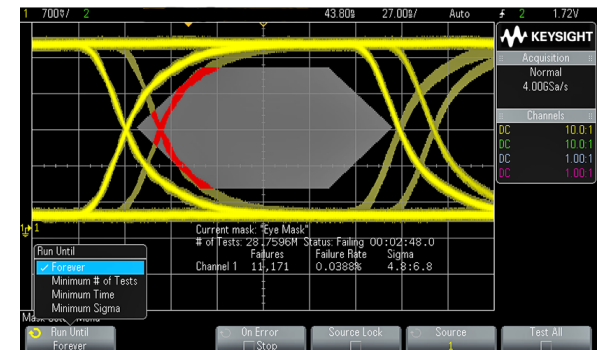 1 700▽/ 2 43.80s 27.00s/ Auto 2 1.72V
KEYSIGHT
Acquisition
Normal
4.00GSa/s
Channels
DC 10.0:1
DC 10.0:1
DC 1.00:1
DC 1.00:1
1
Current mask: "Eye Mask"
# of Tests: 28.7596M Status: Failing 00:02:48.0
Failures Failure Rate Sigma
Channel 1 11,171 0.0388% 4.8:6.8
Run Until
✓ Forever
Minimum # of Tests
Minimum Time
Minimum Sigma
Run Until
Forever
On Error
Stop
Source Lock
Source
1
Test All